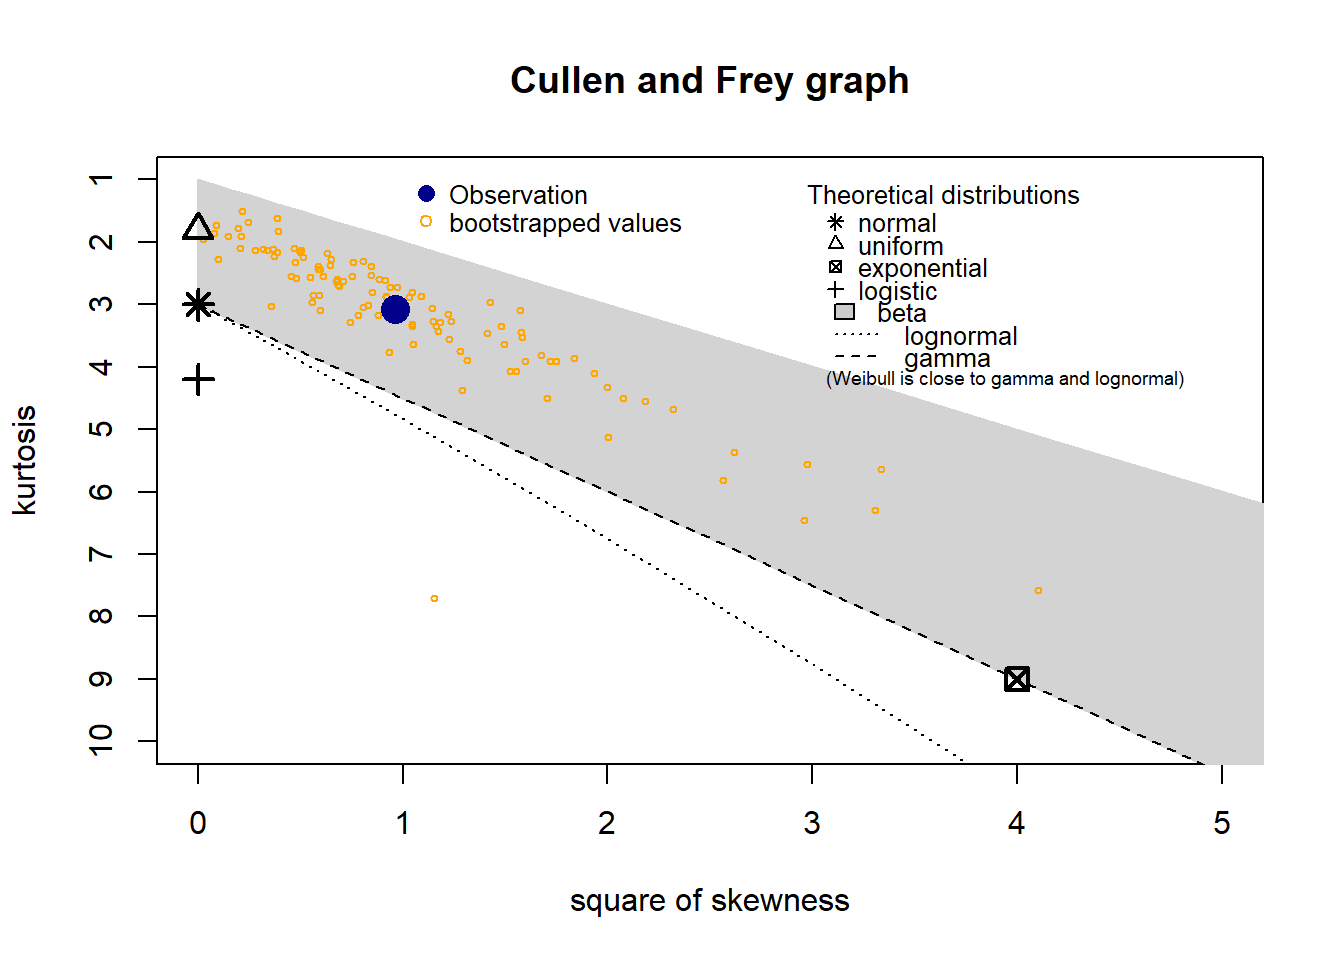 Cullen and Frey graph
Observation
bootstrapped values
Theoretical distributions
normal
uniform
exponential
logistic
beta
lognormal
gamma
(Weibull is close to gamma and lognormal)
kurtosis
1
2
3
4
5
6
7
8
9
10
0 1 2 3 4 5
square of skewness